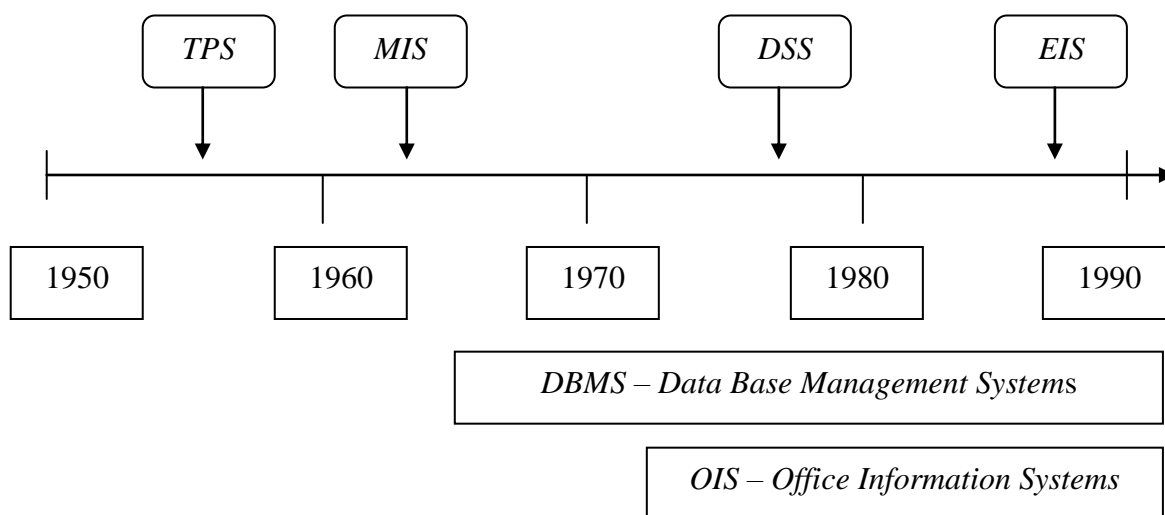 TPS MIS DSS EIS
1950 1960 1970 1980 1990
DBMS – Data Base Management Systems
OIS – Office Information Systems